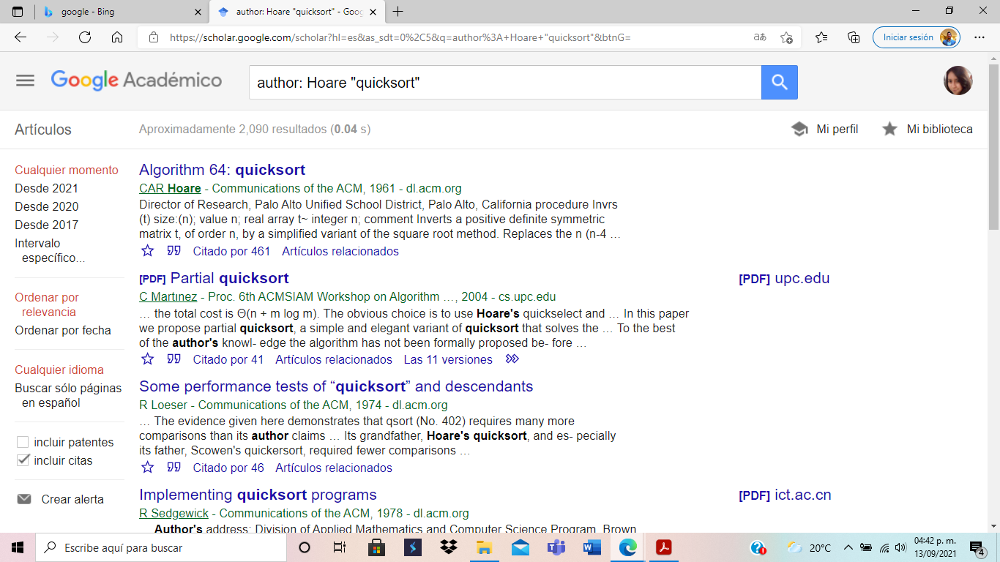 google - Bing
author: Hoare "quicksort" - Goog
https://scholar.google.com/scholar?hl=es&as_sdt=0%2C5&q=author%3A+Hoare+"quicksort"&btnG=
aあ
Iniciar sesión
Google Académico
author: Hoare "quicksort"
Artículos
Aproximadamente 2,090 resultados (0.04 s)
Mi perfil
Mi biblioteca
Cualquier momento
Desde 2021
Desde 2020
Desde 2017
Intervalo
específico...
Ordenar por
relevancia
Ordenar por fecha
Cualquier idioma
Buscar sólo páginas
en español
incluir patentes
incluir citas
Crear alerta
Algorithm 64: quicksort
CAR Hoare - Communications of the ACM, 1961 - dl.acm.org
Director of Research, Palo Alto Unified School District, Palo Alto, California procedure Invrs
(t) size:(n); value n; real array t~ integer n; comment Inverts a positive definite symmetric
matrix t, of order n, by a simplified variant of the square root method. Replaces the n (n-4 …
Citado por 461 Artículos relacionados
[PDF] Partial quicksort
[PDF] upc.edu
C Martınez - Proc. 6th ACMSIAM Workshop on Algorithm …, 2004 - cs.upc.edu
… the total cost is Θ(n + m log m). The obvious choice is to use Hoare's quickselect and … In this paper
we propose partial quicksort, a simple and elegant variant of quicksort that solves the … To the best
of the author's knowl- edge the algorithm has not been formally proposed be- fore …
Citado por 41 Artículos relacionados Las 11 versiones
Some performance tests of “quicksort” and descendants
R Loeser - Communications of the ACM, 1974 - dl.acm.org
… The evidence given here demonstrates that qsort (No. 402) requires many more
comparisons than its author claims … Its grandfather, Hoare's quicksort, and es- pecially
its father, Scowen's quickersort, required fewer comparisons …
Citado por 46 Artículos relacionados
Implementing quicksort programs
[PDF] ict.ac.cn
R Sedgewick - Communications of the ACM, 1978 - dl.acm.org
Author's address: Division of Applied Mathematics and Computer Science Program, Brown
Escribe aquí para buscar
20°C
04:42 p. m.
13/09/2021
4